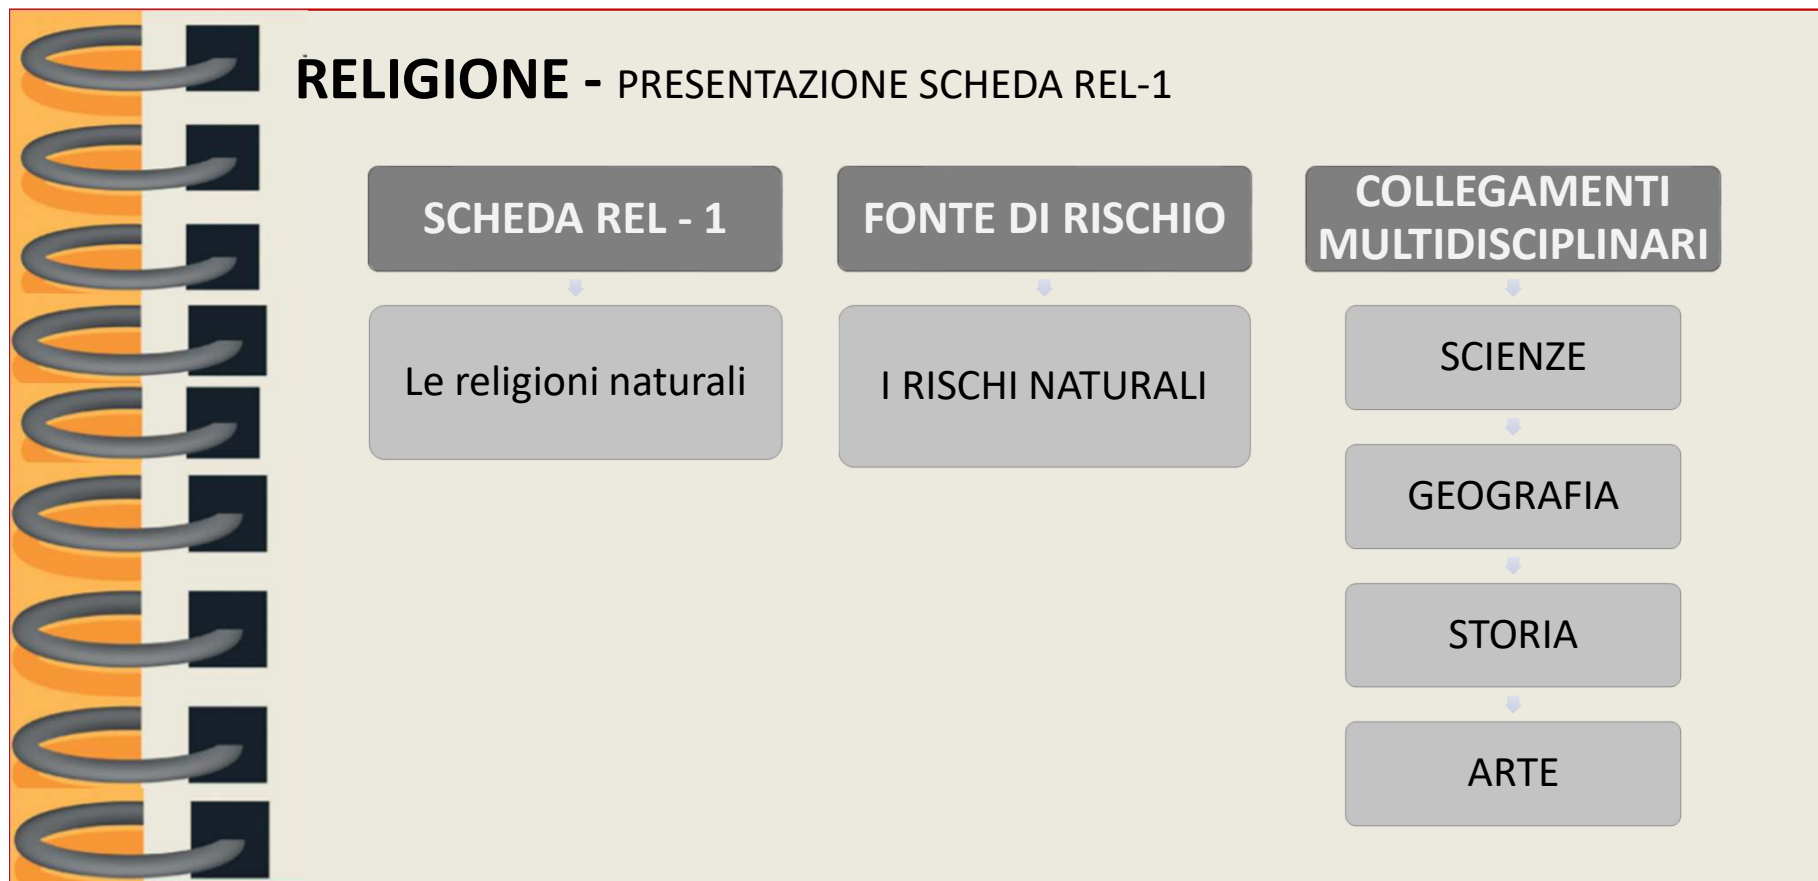 RELIGIONE - PRESENTAZIONE SCHEDA REL-1
SCHEDA REL - 1
Le religioni naturali
FONTE DI RISCHIO
I RISCHI NATURALI
COLLEGAMENTI
MULTIDISCIPLINARI
SCIENZE
GEOGRAFIA
STORIA
ARTE